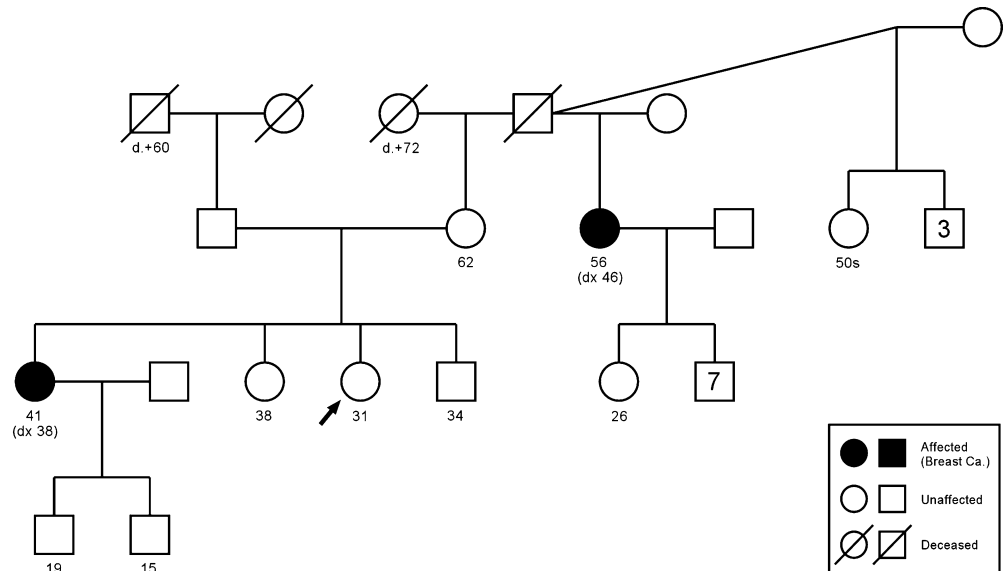 d.+60
d.+72
3
62
56
(dx 46)
50s
7
41
(dx 38)
38
31
34
26
Affected
(Breast Ca.)
Unaffected
Deceased
19
15